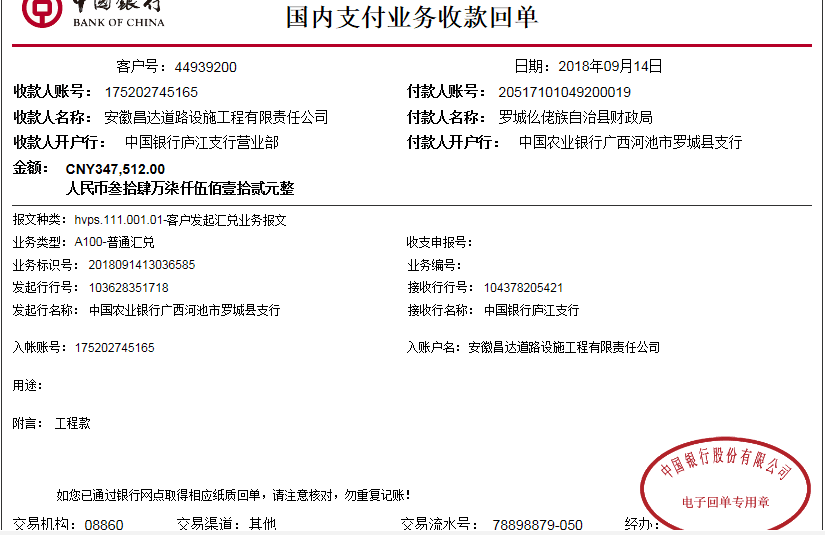 中国银行
BANK OF CHINA
国内支付业务收款回单
客户号：44939200 日期：2018年09月14日
收款人账号：175202745165 付款人账号：20517101049200019
收款人名称：安徽昌达道路设施工程有限责任公司 付款人名称：罗城仫佬族自治县财政局
收款人开户行：中国银行庐江支行营业部 付款人开户行：中国农业银行广西河池市罗城县支行
金额：CNY347,512.00
人民币叁拾肆万柒仟伍佰壹拾贰元整
报文种类：hvps.111.001.01-客户发起汇兑业务报文
业务类型：A100-普通汇兑 收支申报号：
业务标识号：2018091413036585 业务编号：
发起行行号：103628351718 接收行行号：104378205421
发起行名称：中国农业银行广西河池市罗城县支行 接收行名称：中国银行庐江支行
入帐账号：175202745165 入账户名：安徽昌达道路设施工程有限责任公司
用途：
附言：工程款
中国银行股份有限公司
电子回单专用章
如您已通过银行网点取得相应纸质回单，请注意核对，勿重复记账！
交易机构：08860 交易渠道：其他 交易流水号：78898879-050 经办：